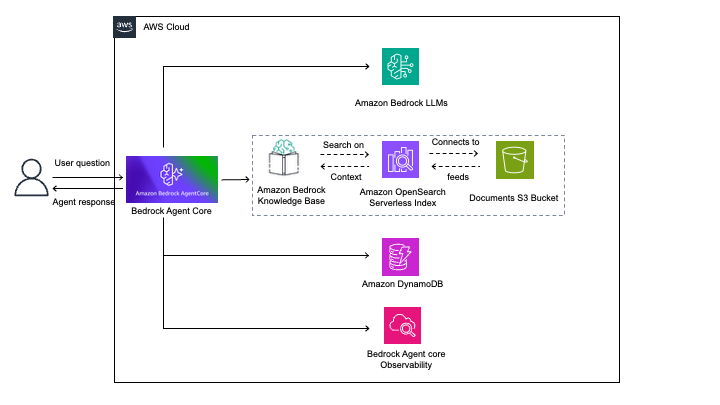 aws
AWS Cloud
Amazon Bedrock LLMs
User question
Agent response
Amazon Bedrock AgentCore
Bedrock Agent Core
Search on
Context
Connects to
feeds
Amazon Bedrock
Knowledge Base
Amazon OpenSearch
Serverless Index
Documents S3 Bucket
Amazon DynamoDB
Bedrock Agent core
Observability